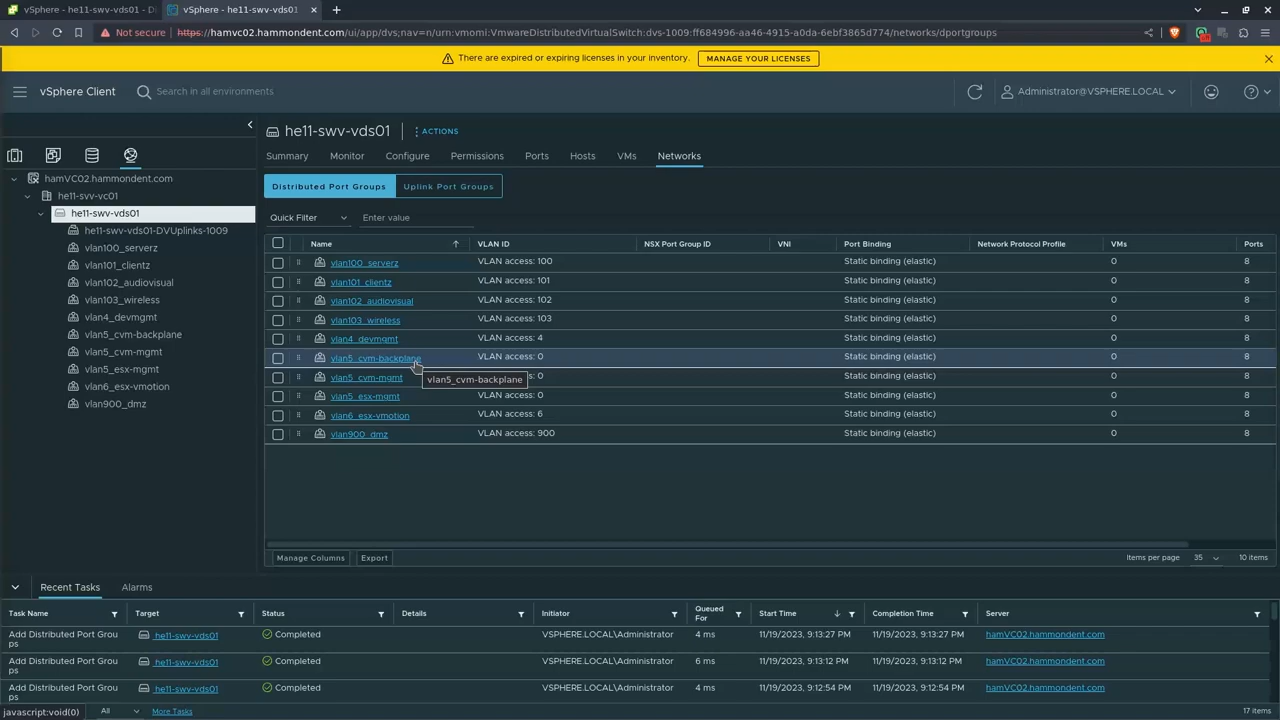 vSphere - he11-swv-vds01 - D
vSphere - he11-swv-vds01
Not secure
https://hamvc02.hammondent.com/ui/app/dvs;nav=n/urn:vmomi:VmwareDistributedVirtualSwitch:dvs-1009:ff684996-aa46-4915-a0da-6ebf3865d774/networks/dportgroups
There are expired or expiring licenses in your inventory.
MANAGE YOUR LICENSES
vSphere Client
Search in all environments
Administrator@VSPHERE.LOCAL
hamVC02.hammondent.com
he11-svv-vc01
he11-swv-vds01
he11-swv-vds01-DVUplinks-1009
vlan100_serverz
vlan101_clientz
vlan102_audiovisual
vlan103_wireless
vlan4_devmgmt
vlan5_cvm-backplane
vlan5_cvm-mgmt
vlan5_esx-mgmt
vlan6_esx-vmotion
vlan900_dmz
he11-swv-vds01
ACTIONS
Summary Monitor Configure Permissions Ports Hosts VMs Networks
Distributed Port Groups Uplink Port Groups
Quick Filter Enter value
Name VLAN ID NSX Port Group ID VNI Port Binding Network Protocol Profile VMs Ports
vlan100_serverz VLAN access: 100 Static binding (elastic) 0 8
vlan101_clientz VLAN access: 101 Static binding (elastic) 0 8
vlan102_audiovisual VLAN access: 102 Static binding (elastic) 0 8
vlan103_wireless VLAN access: 103 Static binding (elastic) 0 8
vlan4_devmgmt VLAN access: 4 Static binding (elastic) 0 8
vlan5_cvm-backplane VLAN access: 0 Static binding (elastic) 0 8
vlan5_cvm-mgmt s: 0 Static binding (elastic) 0 8
vlan5_cvm-backplane
vlan5_esx-mgmt VLAN access: 0 Static binding (elastic) 0 8
vlan6_esx-vmotion VLAN access: 6 Static binding (elastic) 0 8
vlan900_dmz VLAN access: 900 Static binding (elastic) 0 8
Manage Columns Export Items per page 35 10 items
Recent Tasks Alarms
Task Name Target Status Details Initiator Queued For Start Time Completion Time Server
Add Distributed Port Grou he11-swv-vds01 Completed VSPHERE.LOCAL\Administrator 4 ms 11/19/2023, 9:13:27 PM 11/19/2023, 9:13:27 PM hamVC02.hammondent.com
ps
Add Distributed Port Grou he11-swv-vds01 Completed VSPHERE.LOCAL\Administrator 6 ms 11/19/2023, 9:13:12 PM 11/19/2023, 9:13:12 PM hamVC02.hammondent.com
ps
Add Distributed Port Grou he11-swv-vds01 Completed VSPHERE.LOCAL\Administrator 4 ms 11/19/2023, 9:12:54 PM 11/19/2023, 9:12:54 PM hamVC02.hammondent.com
ps
javascript:void(0) All More Tasks 17 items